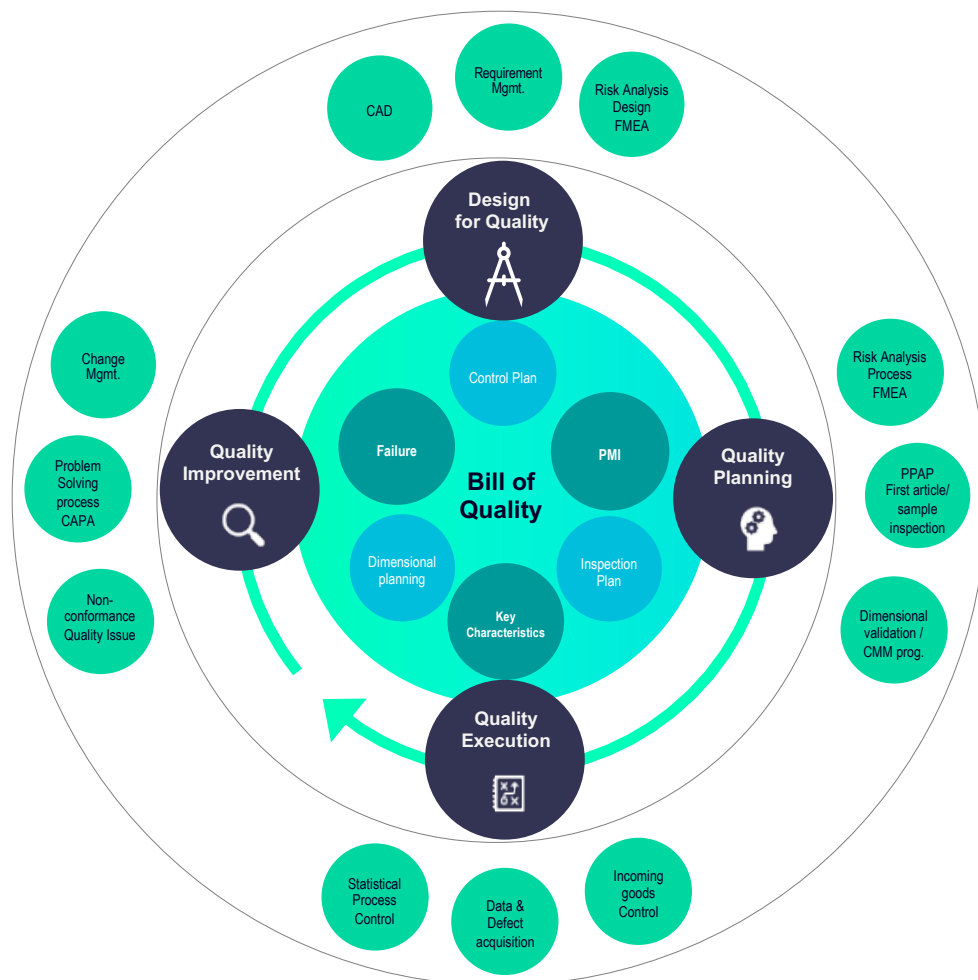 CAD
Requirement
Mgmt.
Risk Analysis
Design
FMEA
Design
for Quality
Control Plan
Change
Mgmt.
Problem
Solving
process
CAPA
Non-
conformance
Quality Issue
Quality
Improvement
Failure
PMI
Bill of
Quality
Dimensional
planning
Inspection
Plan
Key
Characteristics
Quality
Planning
Risk Analysis
Process
FMEA
PPAP
First article/
sample
inspection
Dimensional
validation /
CMM prog.
Quality
Execution
Statistical
Process
Control
Data &
Defect
acquisition
Incoming
goods
Control